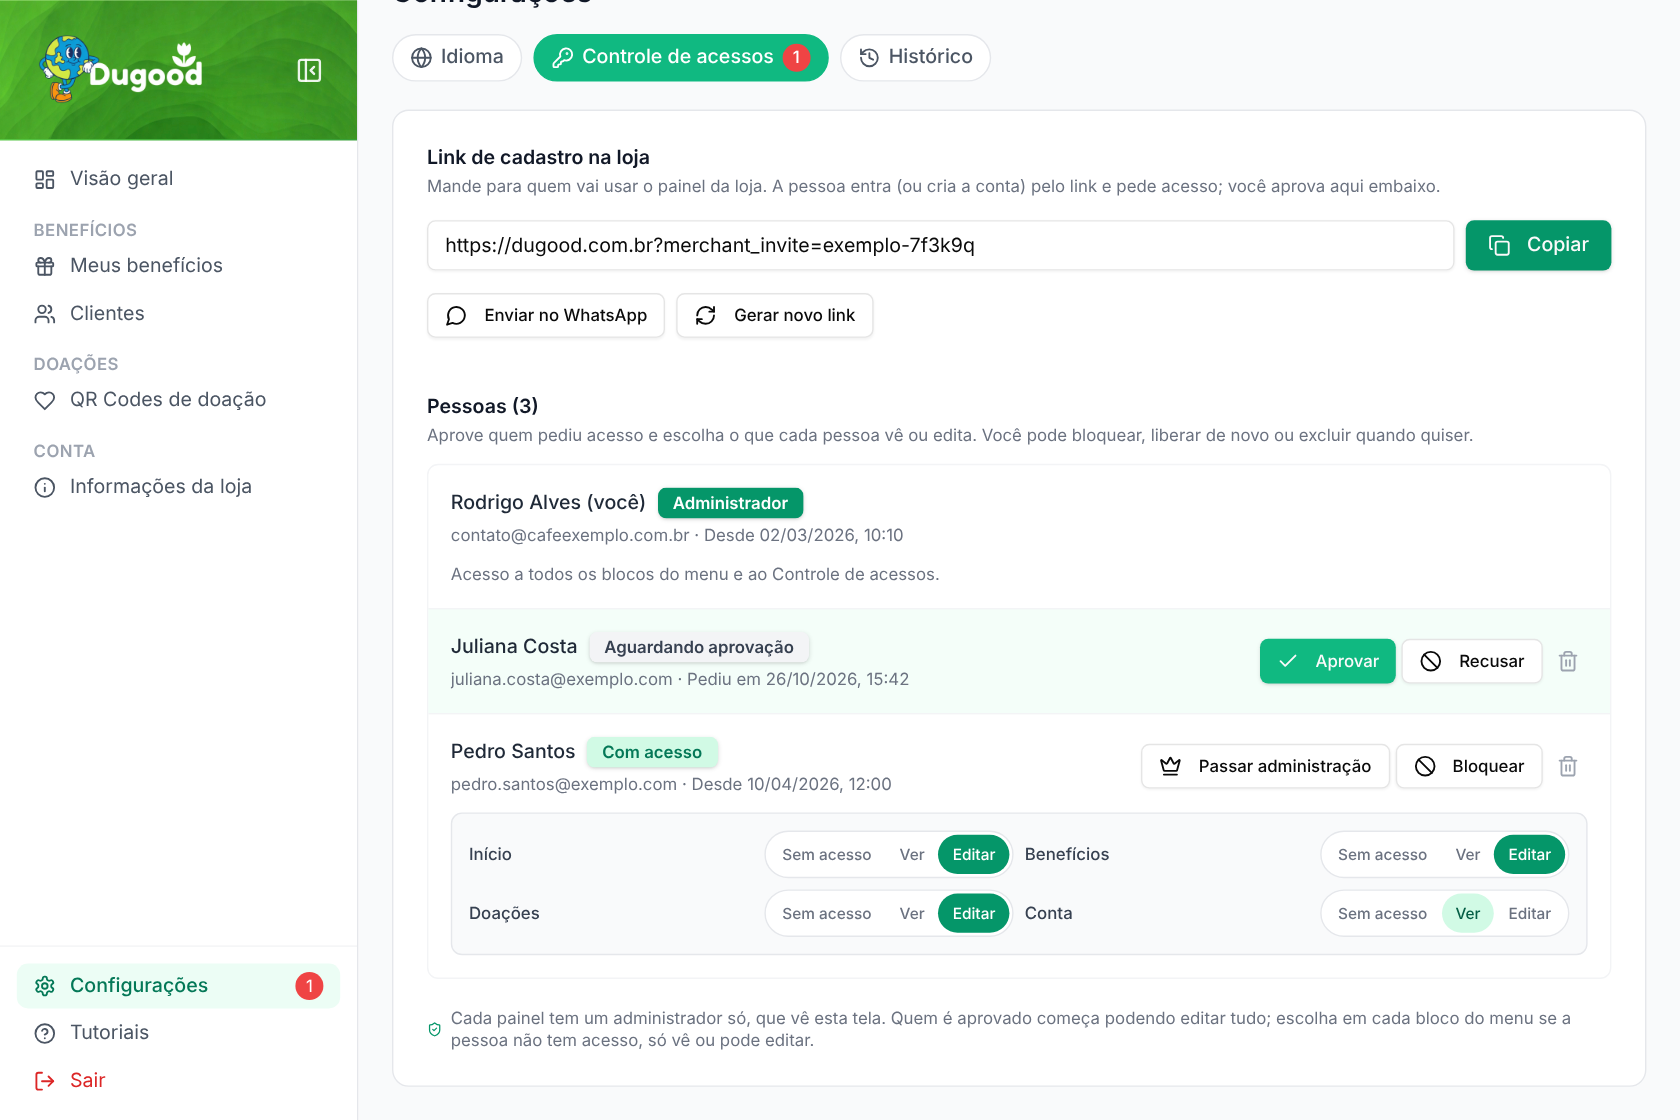 Configurações
Dugood
Idioma
Controle de acessos 1
Histórico
Visão geral
BENEFÍCIOS
Meus benefícios
Clientes
DOAÇÕES
QR Codes de doação
CONTA
Informações da loja
Configurações 1
Tutoriais
Sair
Link de cadastro na loja
Mande para quem vai usar o painel da loja. A pessoa entra (ou cria a conta) pelo link e pede acesso; você aprova aqui embaixo.
https://dugood.com.br?merchant_invite=exemplo-7f3k9q
Copiar
Enviar no WhatsApp
Gerar novo link
Pessoas (3)
Aprove quem pediu acesso e escolha o que cada pessoa vê ou edita. Você pode bloquear, liberar de novo ou excluir quando quiser.
Rodrigo Alves (você) Administrador
contato@cafeexemplo.com.br · Desde 02/03/2026, 10:10
Acesso a todos os blocos do menu e ao Controle de acessos.
Juliana Costa Aguardando aprovação
juliana.costa@exemplo.com · Pediu em 26/10/2026, 15:42
Aprovar
Recusar
Pedro Santos Com acesso
pedro.santos@exemplo.com · Desde 10/04/2026, 12:00
Passar administração
Bloquear
Início Sem acesso Ver Editar
Benefícios Sem acesso Ver Editar
Doações Sem acesso Ver Editar
Conta Sem acesso Ver Editar
Cada painel tem um administrador só, que vê esta tela. Quem é aprovado começa podendo editar tudo; escolha em cada bloco do menu se a
pessoa não tem acesso, só vê ou pode editar.